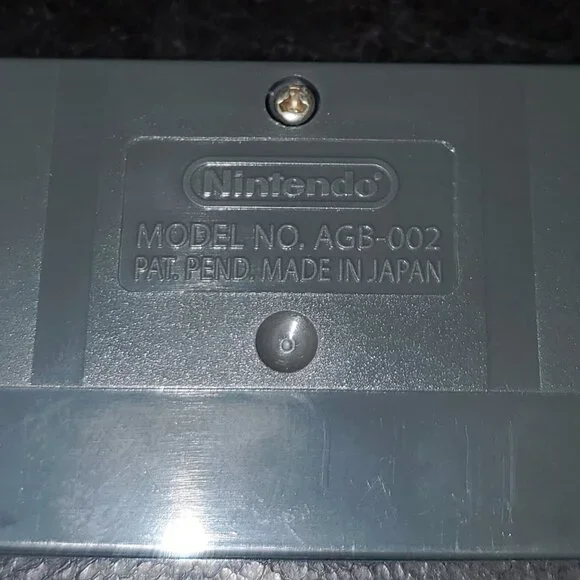 Nintendo®
MODEL NO. AGB-002
PAT. PEND. MADE IN JAPAN